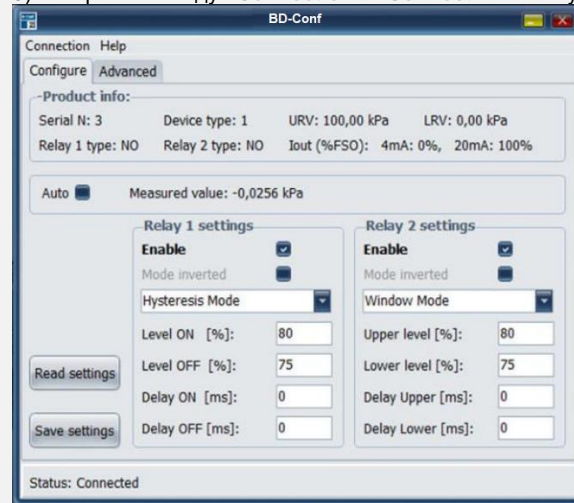 BD-Conf
Connection Help
Configure Advanced
-Product info:
Serial N: 3 Device type: 1 URV: 100,00 kPa LRV: 0,00 kPa
Relay 1 type: NO Relay 2 type: NO Iout (%FSO): 4mA: 0%, 20mA: 100%
Auto Measured value: -0,0256 kPa
Relay 1 settings
Enable
Mode inverted
Hysteresis Mode
Level ON [%]: 80
Level OFF [%]: 75
Delay ON [ms]: 0
Delay OFF [ms]: 0
Relay 2 settings
Enable
Mode inverted
Window Mode
Upper level [%]: 80
Lower level [%]: 75
Delay Upper [ms]: 0
Delay Lower [ms]: 0
Read settings
Save settings
Status: Connected